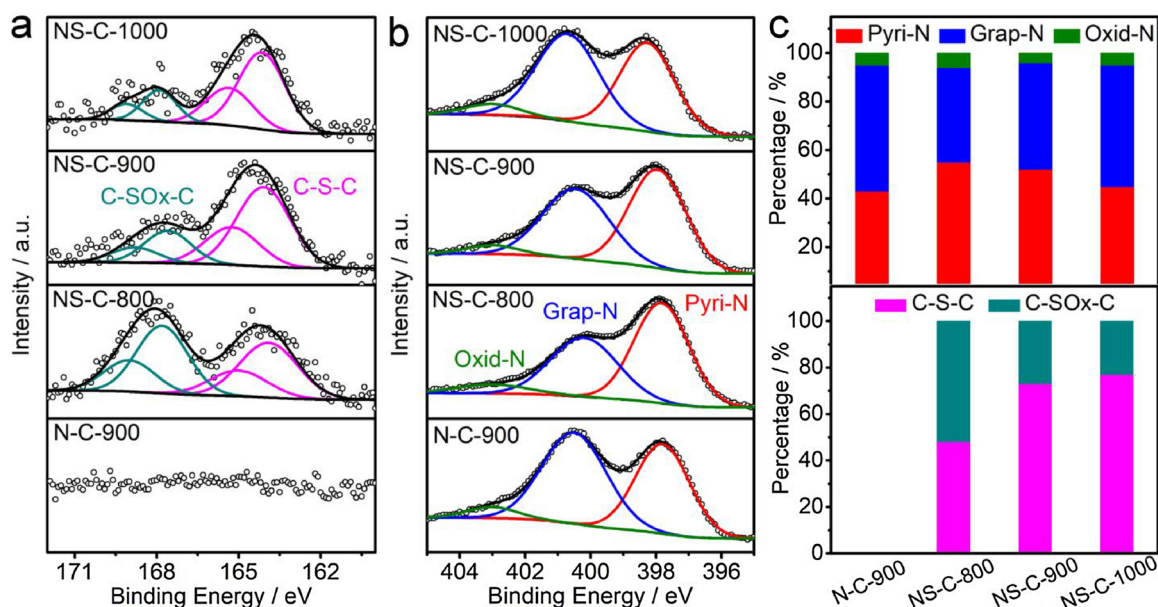 a
NS-C-1000
NS-C-900
C-SOx-C
C-S-C
NS-C-800
N-C-900
Intensity / a.u.
171 168 165 162
Binding Energy / eV
b
NS-C-1000
NS-C-900
NS-C-800
Grap-N
Pyri-N
Oxid-N
N-C-900
Intensity / a.u.
404 402 400 398 396
Binding Energy / eV
c
Pyri-N Grap-N Oxid-N
100
80
60
40
20
Percentage / %
C-S-C C-SOx-C
100
80
60
40
20
0
Percentage / %
N-C-900 NS-C-800 NS-C-900 NS-C-1000